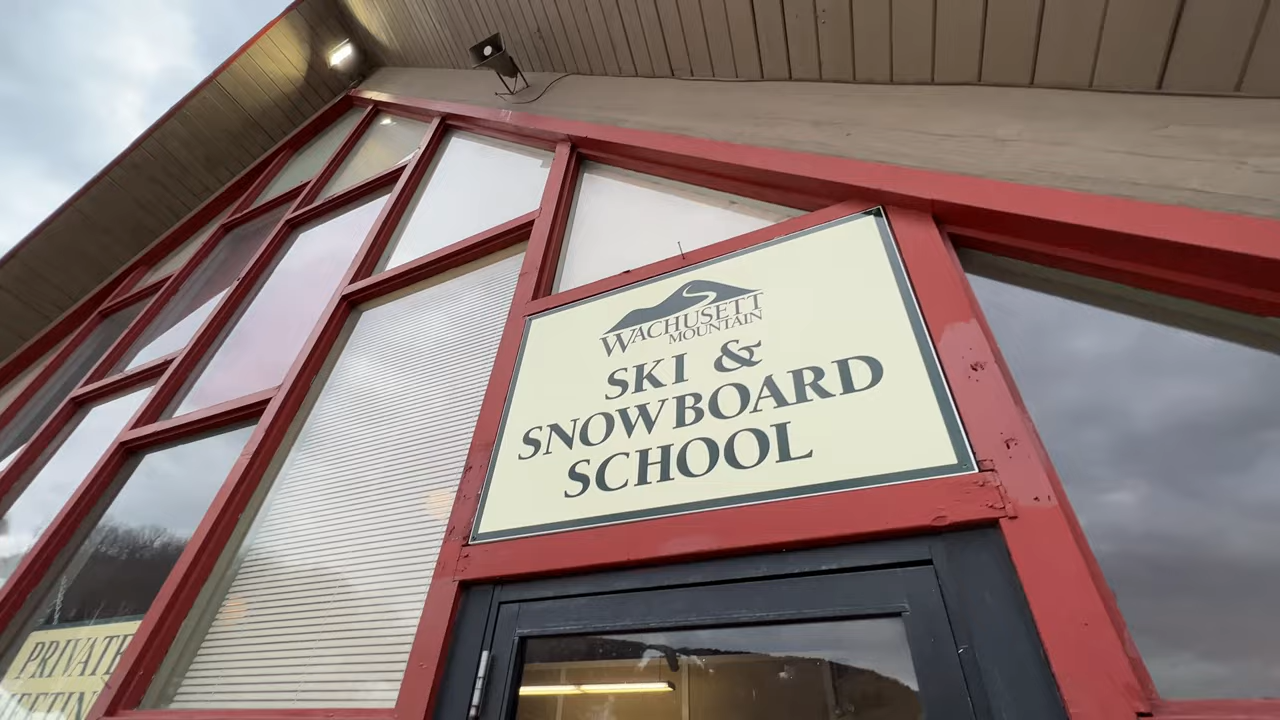 WACHUSETT
MOUNTAIN
SKI &
SNOWBOARD
SCHOOL
PRIVATE